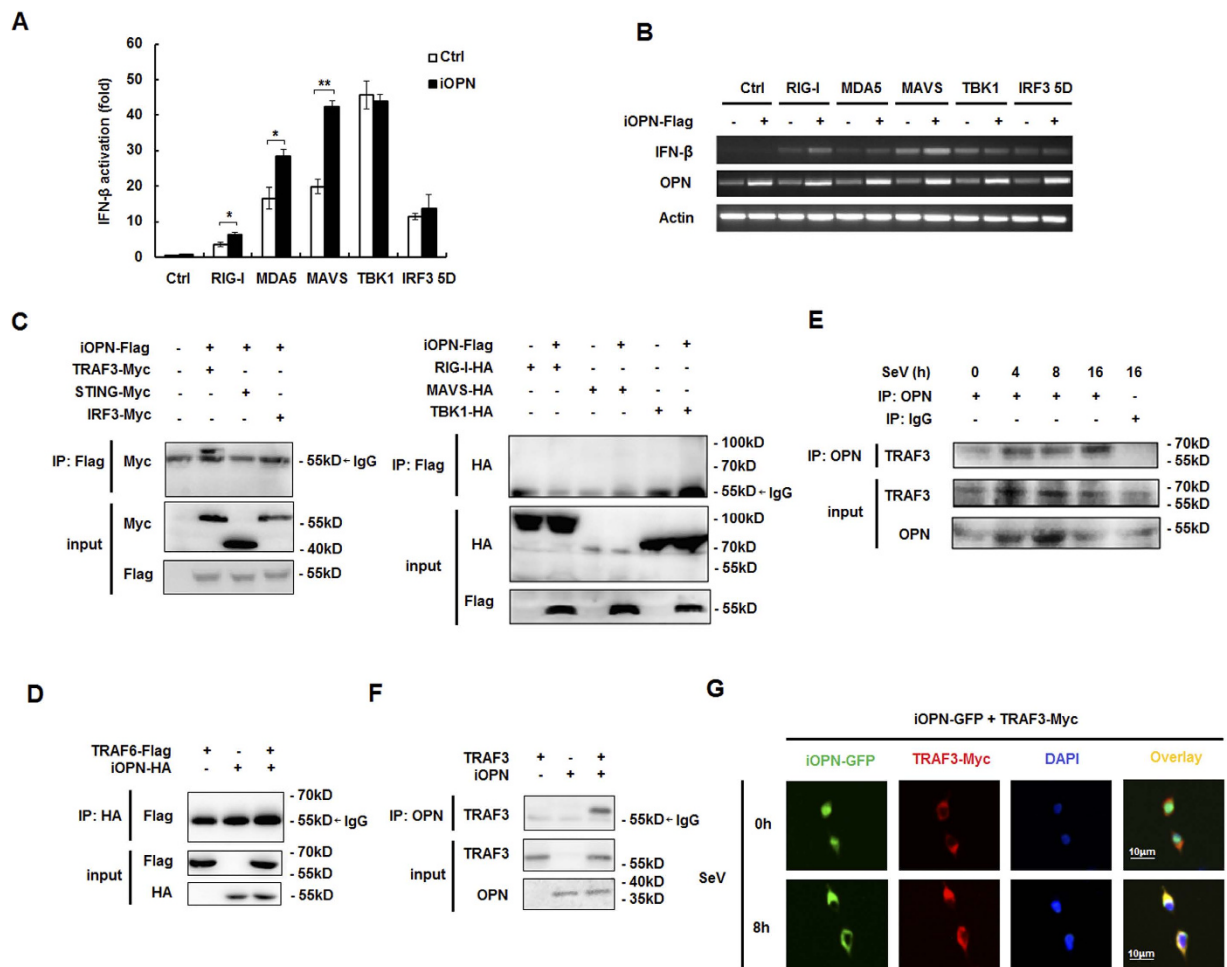 A
Ctrl
iOPN
IFN-β activation (fold)
60
50
40
30
20
10
0
*
*
**
Ctrl RIG-I MDA5 MAVS TBK1 IRF3 5D
B
Ctrl RIG-I MDA5 MAVS TBK1 IRF3 5D
iOPN-Flag - + - + - + - + - + - +
IFN-β
OPN
Actin
C
iOPN-Flag - + + +
TRAF3-Myc - + - -
STING-Myc - - + -
IRF3-Myc - - - +
IP: Flag Myc - 55kD ← IgG
input
Myc - 55kD
- 40kD
Flag - 55kD
iOPN-Flag - + - + - +
RIG-I-HA + + - - - -
MAVS-HA - - + + - -
TBK1-HA - - - - + +
IP: Flag HA
- 100kD
- 70kD
- 55kD ← IgG
input
HA
- 100kD
- 70kD
- 55kD
Flag - 55kD
E
SeV (h) 0 4 8 16 16
IP: OPN + + + + -
IP: IgG - - - - +
IP: OPN TRAF3 - 70kD
- 55kD
input
TRAF3 - 70kD
- 55kD
OPN - 55kD
D
TRAF6-Flag + - +
iOPN-HA - + +
IP: HA Flag
- 70kD
- 55kD ← IgG
input
Flag - 70kD
- 55kD
HA - 55kD
F
TRAF3 + - +
iOPN - + +
IP: OPN TRAF3 - 55kD ← IgG
input
TRAF3 - 55kD
OPN - 40kD
- 35kD
G
iOPN-GFP + TRAF3-Myc
iOPN-GFP TRAF3-Myc DAPI Overlay
SeV
0h
10μm
8h
10μm